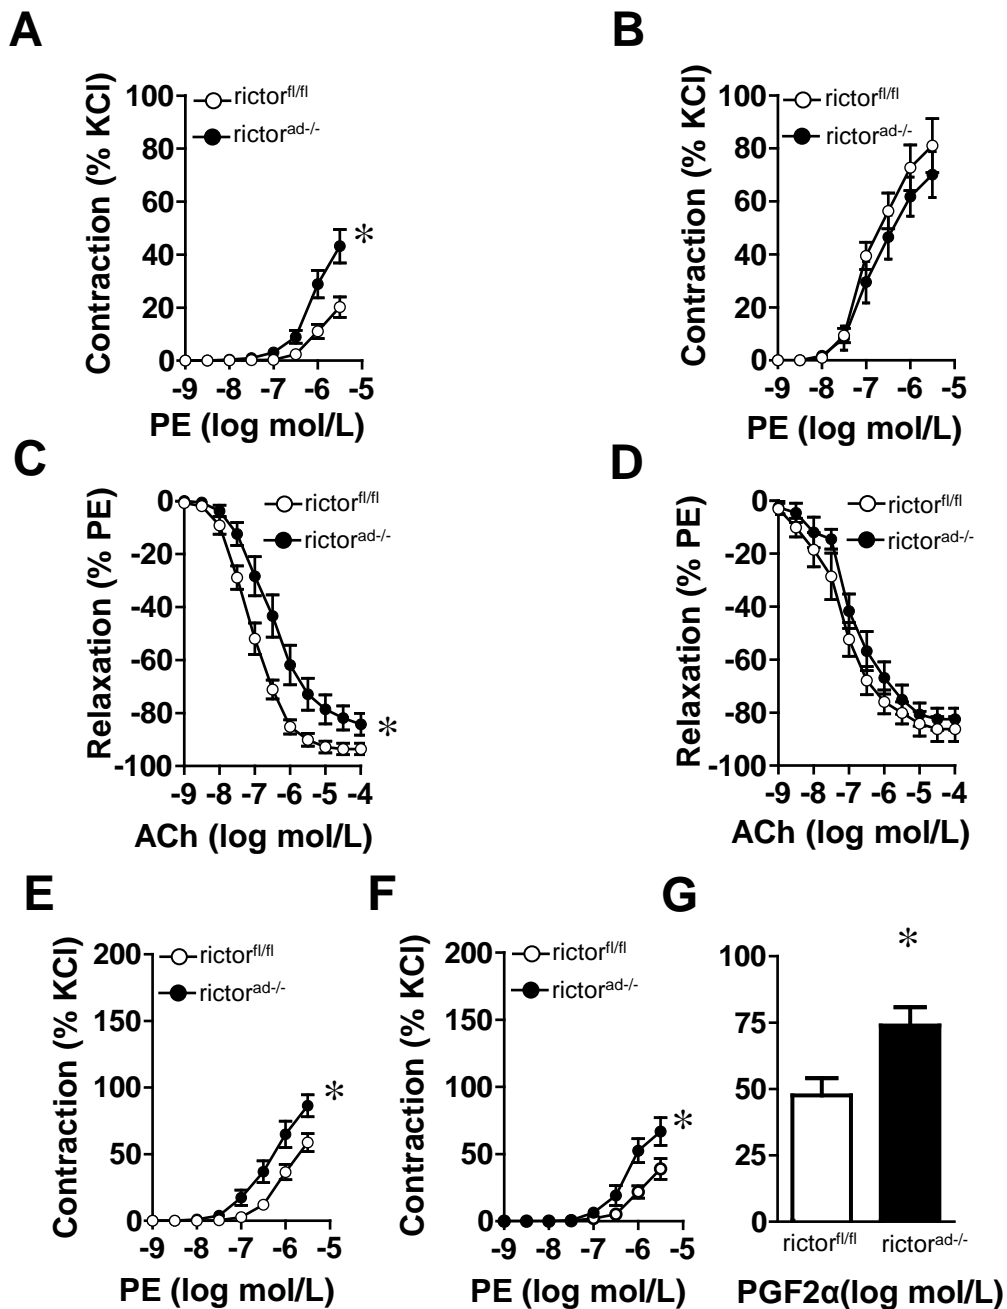 A
Contraction (% KCl)
100
80
60
40
20
0
rictor^fl/fl
rictor^ad-/-
*
-9 -8 -7 -6 -5
PE (log mol/L)
B
Contraction (% KCl)
100
80
60
40
20
0
rictor^fl/fl
rictor^ad-/-
-9 -8 -7 -6 -5
PE (log mol/L)
C
Relaxation (% PE)
0
-20
-40
-60
-80
-100
rictor^fl/fl
rictor^ad-/-
*
-9 -8 -7 -6 -5 -4
ACh (log mol/L)
D
Relaxation (% PE)
0
-20
-40
-60
-80
-100
rictor^fl/fl
rictor^ad-/-
-9 -8 -7 -6 -5 -4
ACh (log mol/L)
E
Contraction (% KCl)
200
150
100
50
0
rictor^fl/fl
rictor^ad-/-
*
-9 -8 -7 -6 -5
PE (log mol/L)
F
Contraction (% KCl)
200
150
100
50
0
rictor^fl/fl
rictor^ad-/-
*
-9 -8 -7 -6 -5
PE (log mol/L)
G
100
75
50
25
0
*
rictor^fl/fl rictor^ad-/-
PGF2α(log mol/L)